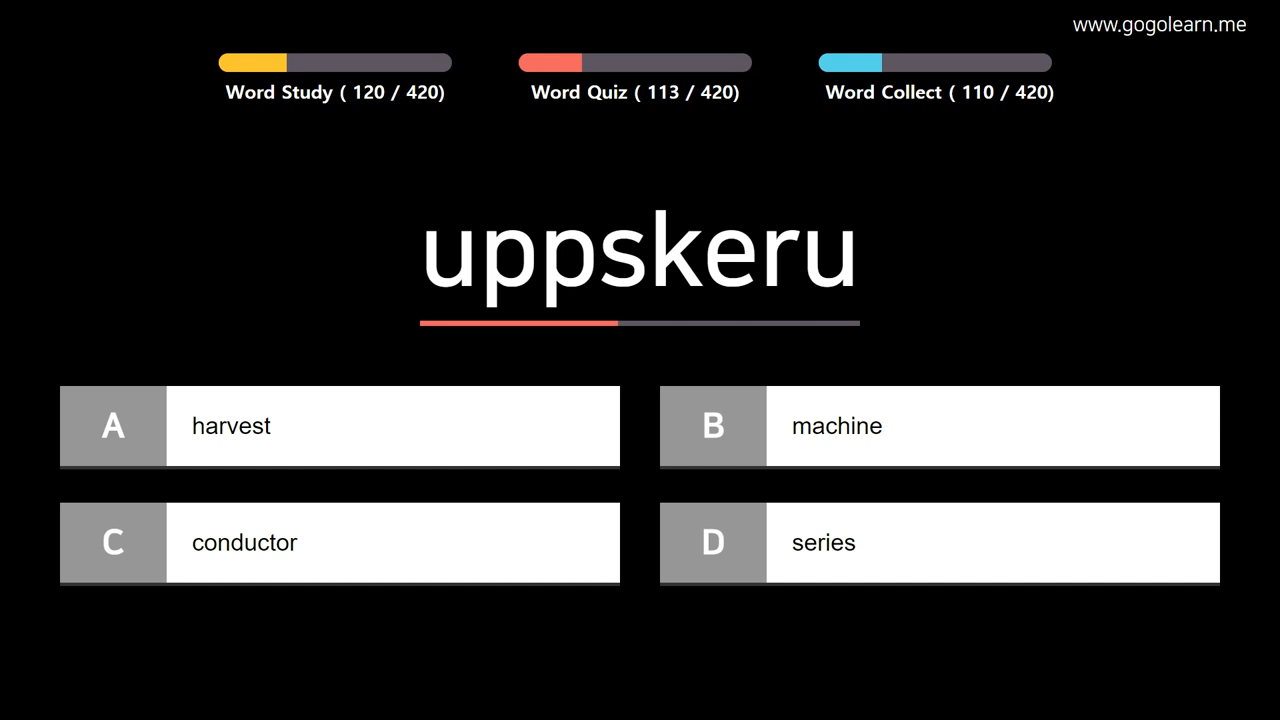 www.gogolearn.me
Word Study ( 120 / 420)
Word Quiz ( 113 / 420)
Word Collect ( 110 / 420)
uppskeru
A harvest
B machine
C conductor
D series